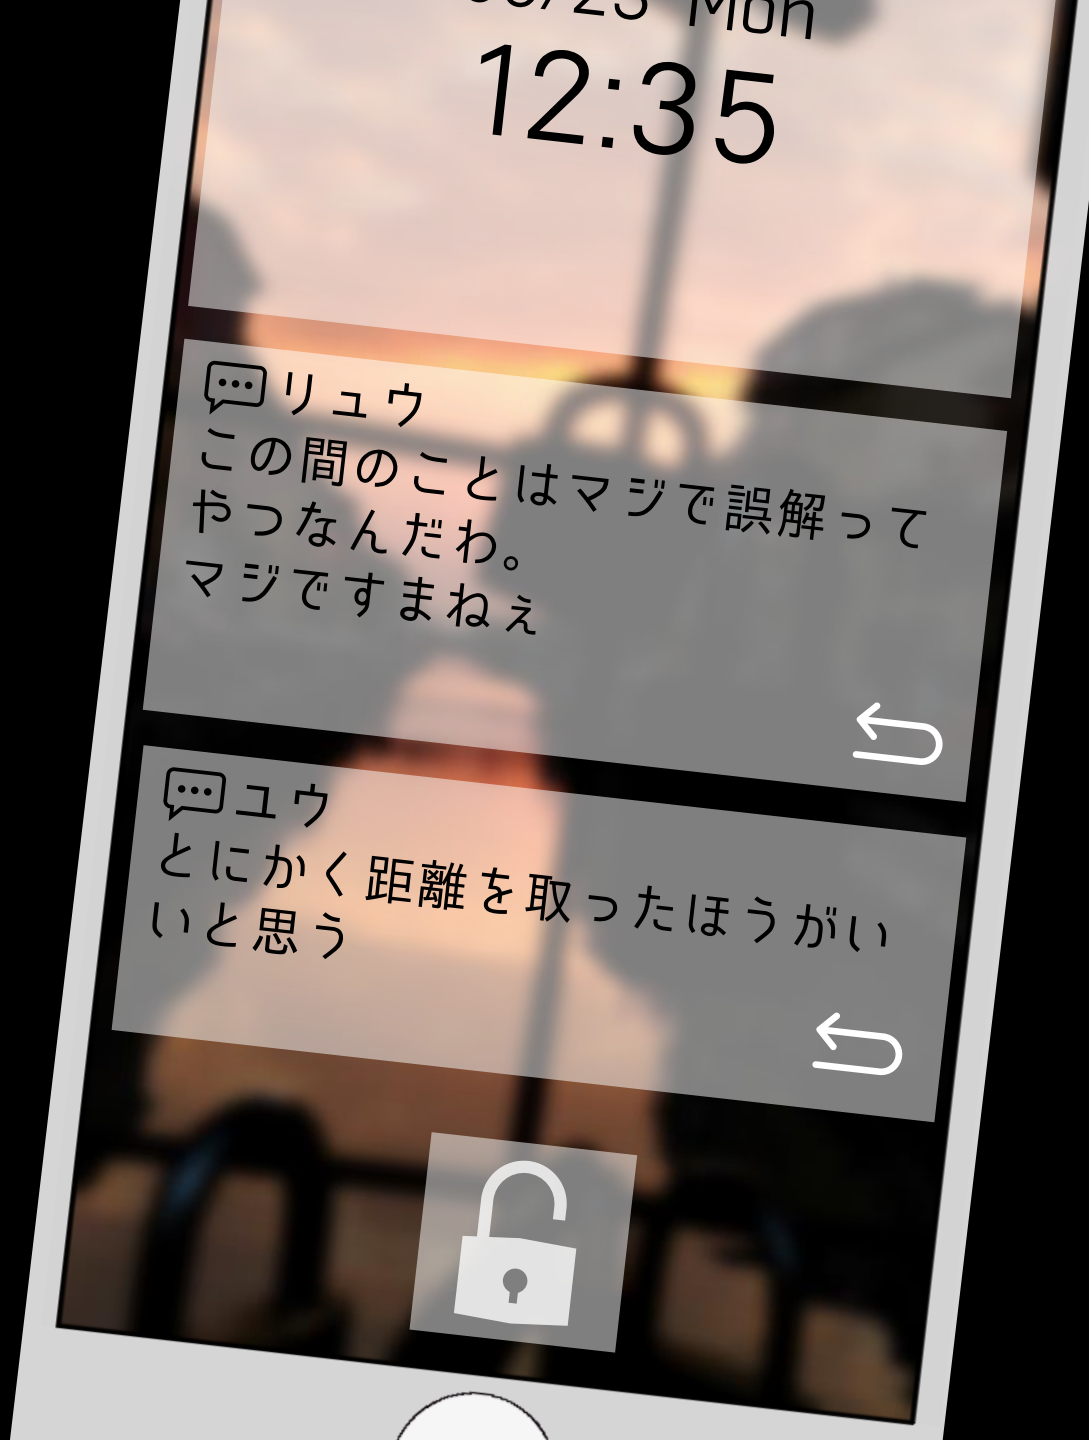 /23 Mon
12:35
リュウ
この間のことはマジで誤解って
やつなんだわ。
マジですまねぇ
ユウ
とにかく距離を取ったほうがい
いと思う